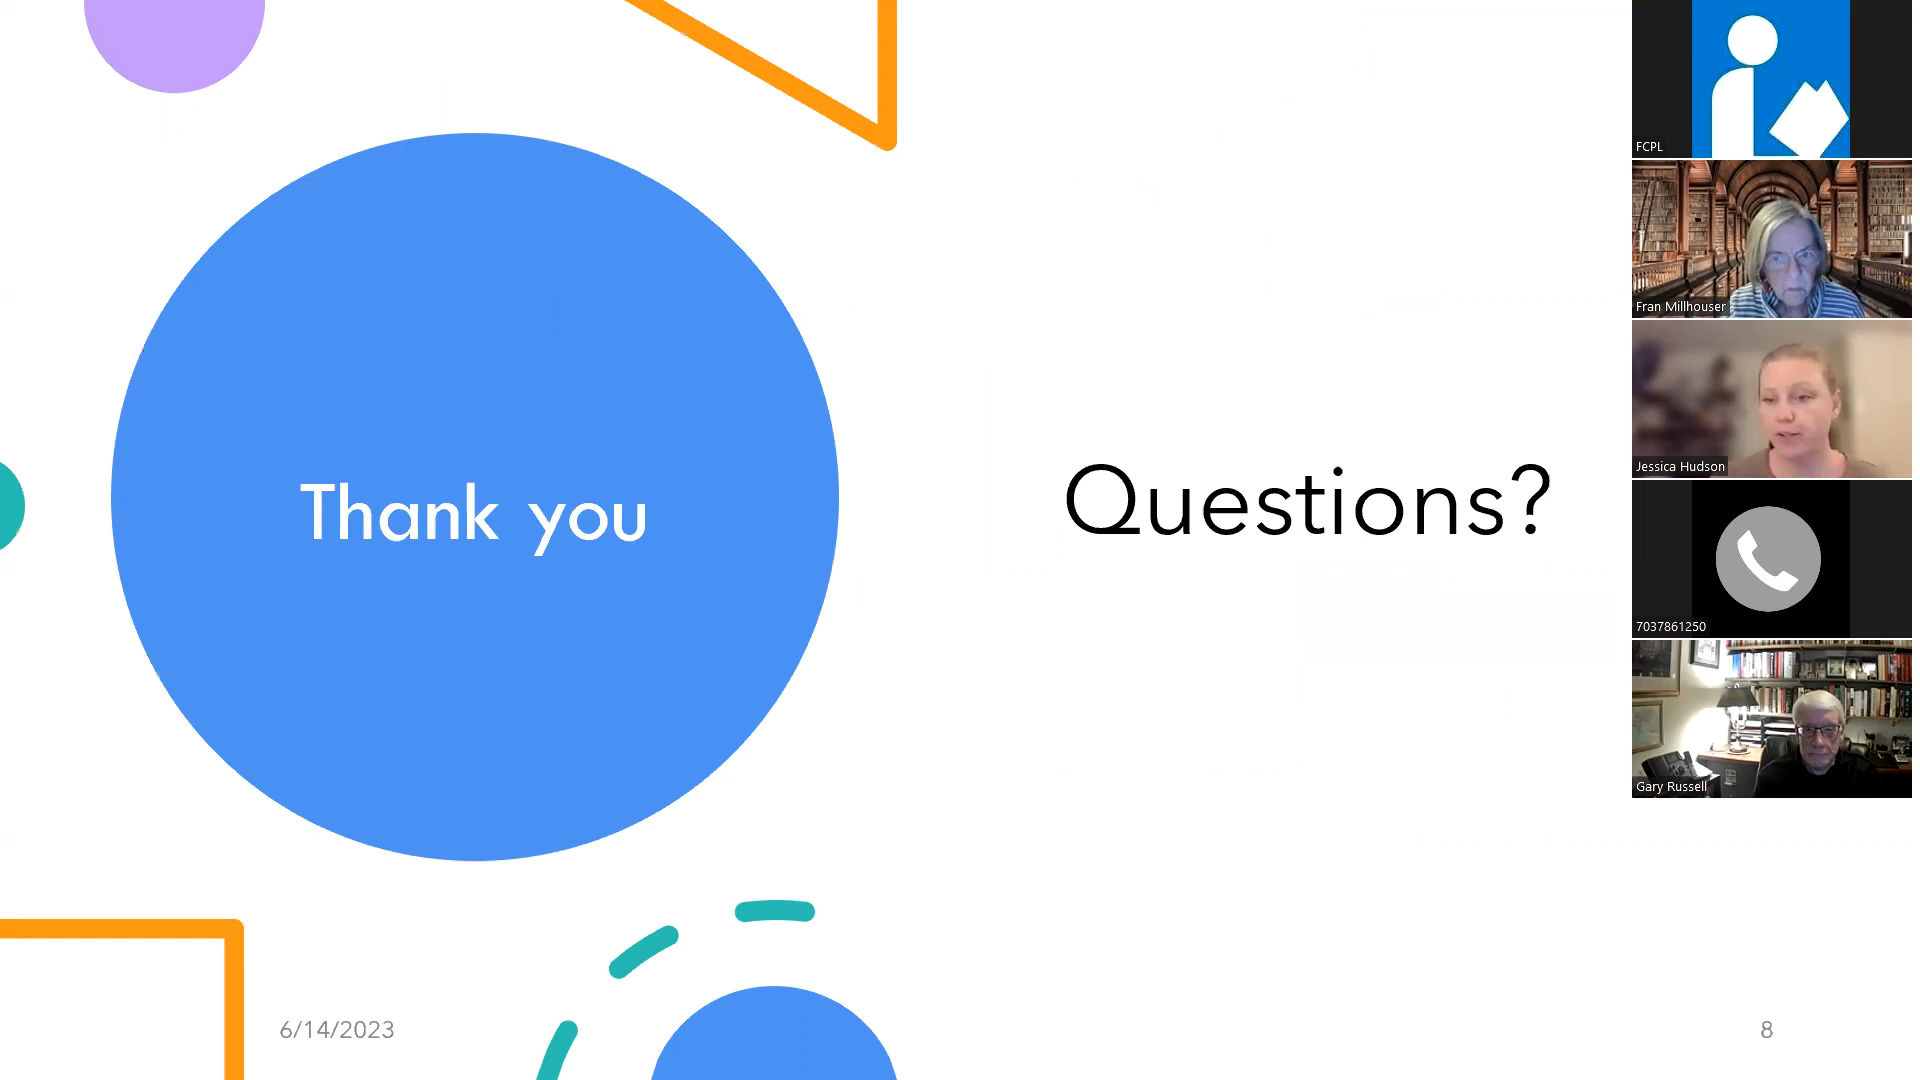 Thank you
Questions?
6/14/2023
8
FCPL
Fran Millhouser
Jessica Hudson
7037861250
Gary Russell